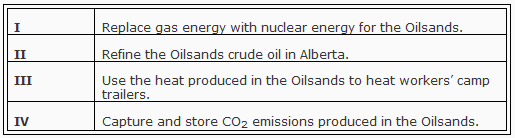 I Replace gas energy with nuclear energy for the Oilsands.
II Refine the Oilsands crude oil in Alberta.
III Use the heat produced in the Oilsands to heat workers' camp
trailers.
IV Capture and store CO2 emissions produced in the Oilsands.